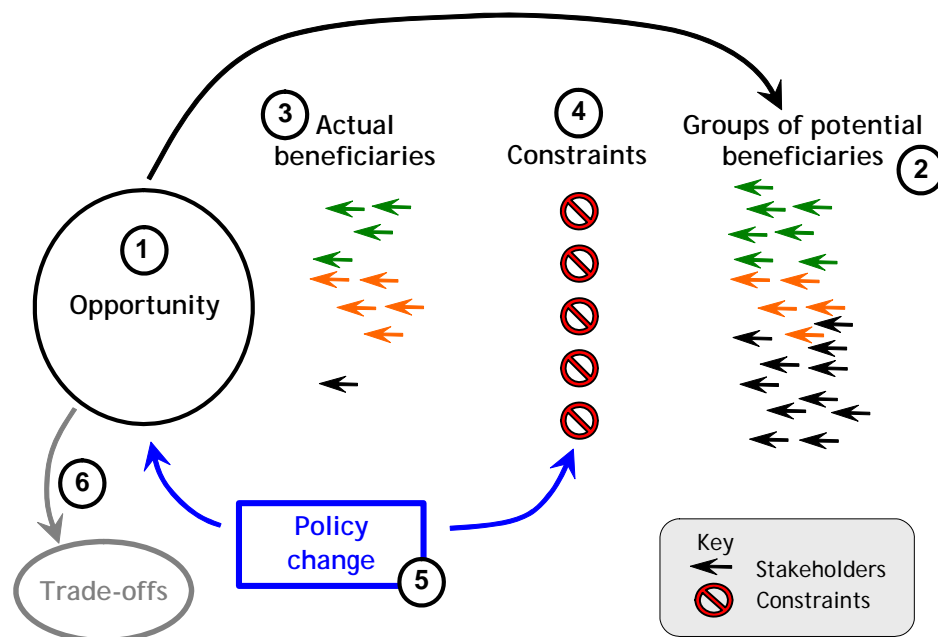 3 Actual
beneficiaries
4
Constraints
Groups of potential
beneficiaries
2
1
Opportunity
6
Trade-offs
Policy
change
5
Key
Stakeholders
Constraints